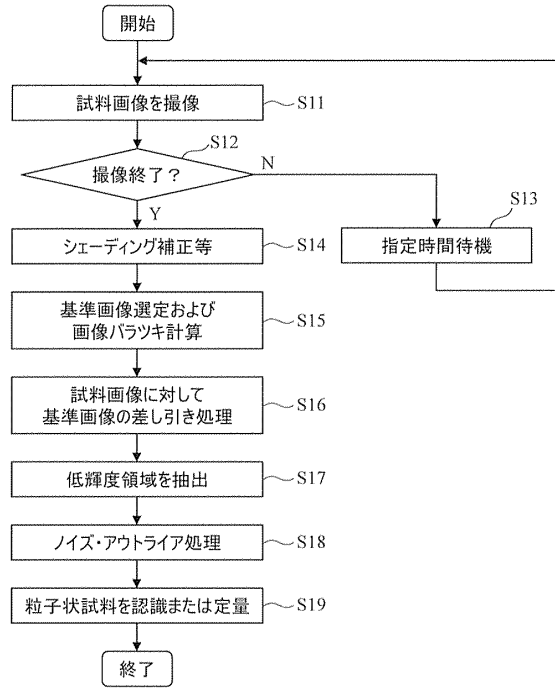 開始
試料画像を撮像
S11
撮像終了？
S12
N
Y
指定時間待機
S13
シェーディング補正等
S14
基準画像選定および
画像バラツキ計算
S15
試料画像に対して
基準画像の差し引き処理
S16
低輝度領域を抽出
S17
ノイズ・アウトライア処理
S18
粒子状試料を認識または定量
S19
終了